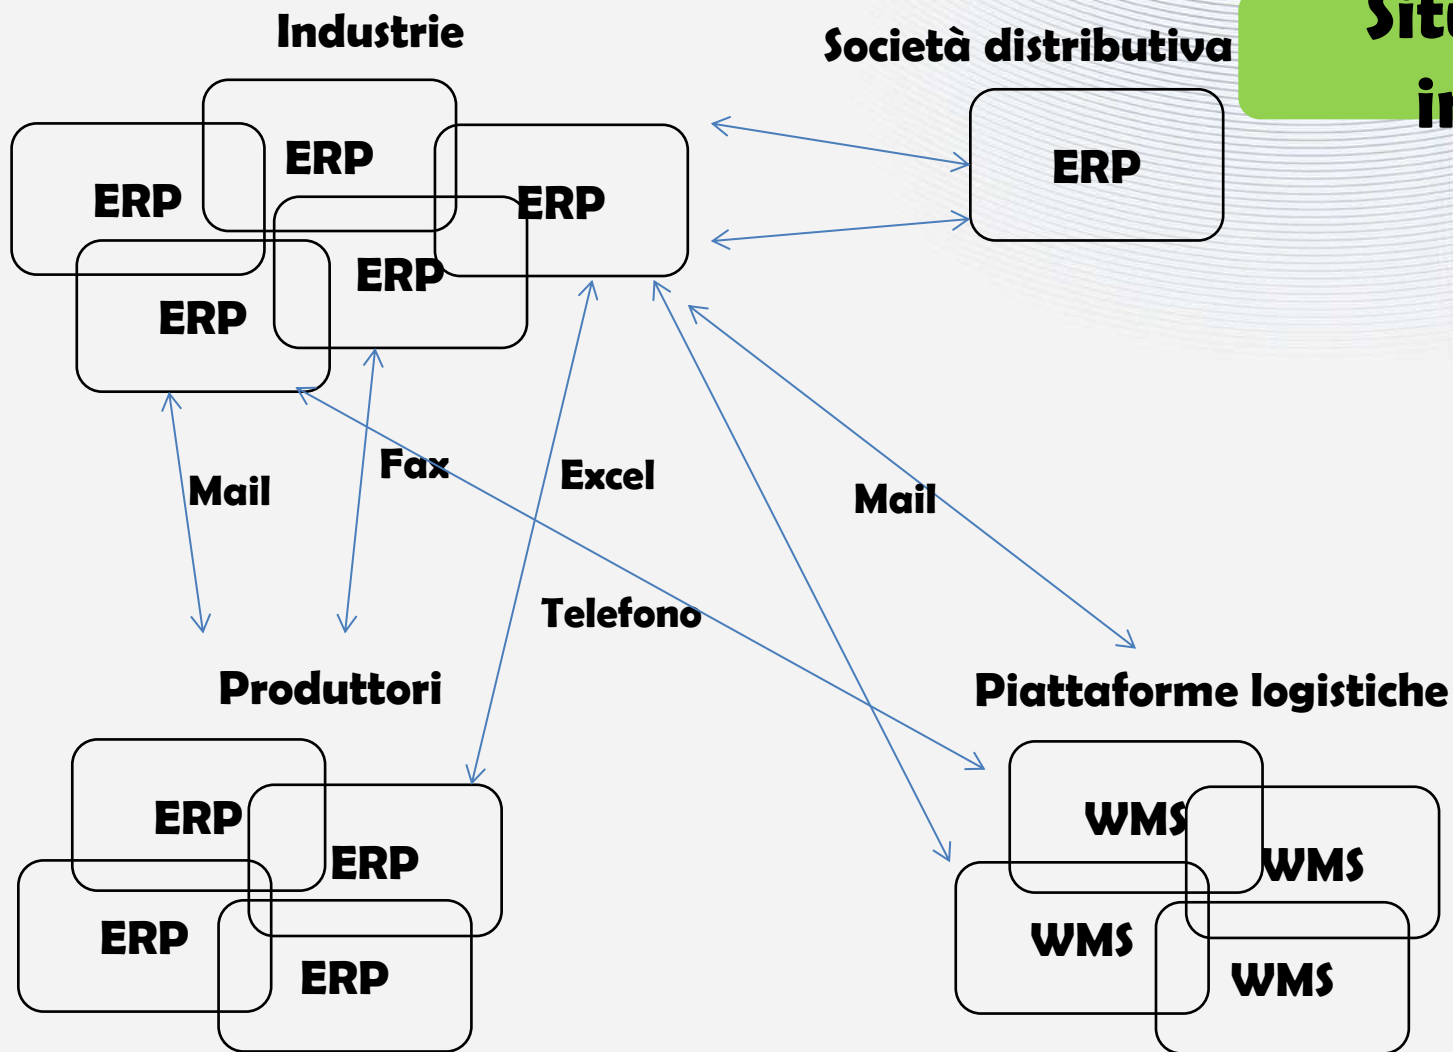 Industrie
Società distributiva
ERP
ERP
ERP
ERP
ERP
ERP
Mail
Fax
Excel
Mail
Telefono
Produttori
Piattaforme logistiche
ERP
ERP
ERP
ERP
WMS
WMS
WMS
WMS